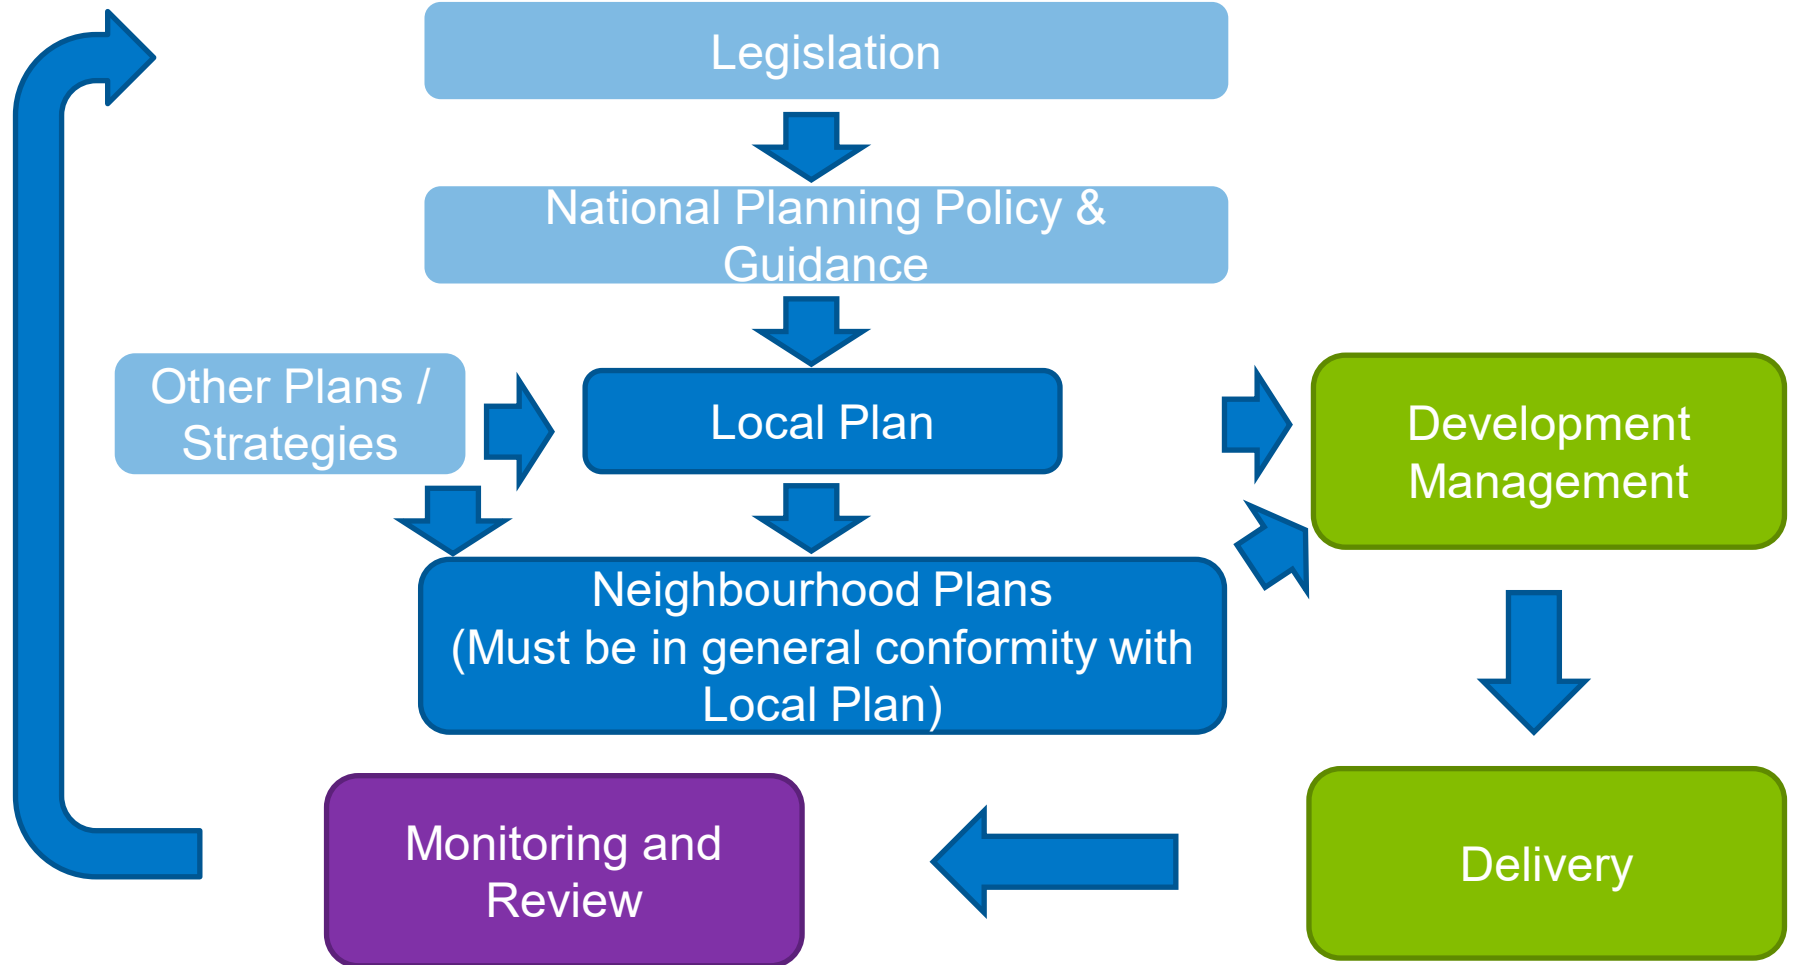 Legislation
National Planning Policy &
Guidance
Other Plans /
Strategies
Local Plan
Development
Management
Neighbourhood Plans
(Must be in general conformity with
Local Plan)
Monitoring and
Review
Delivery